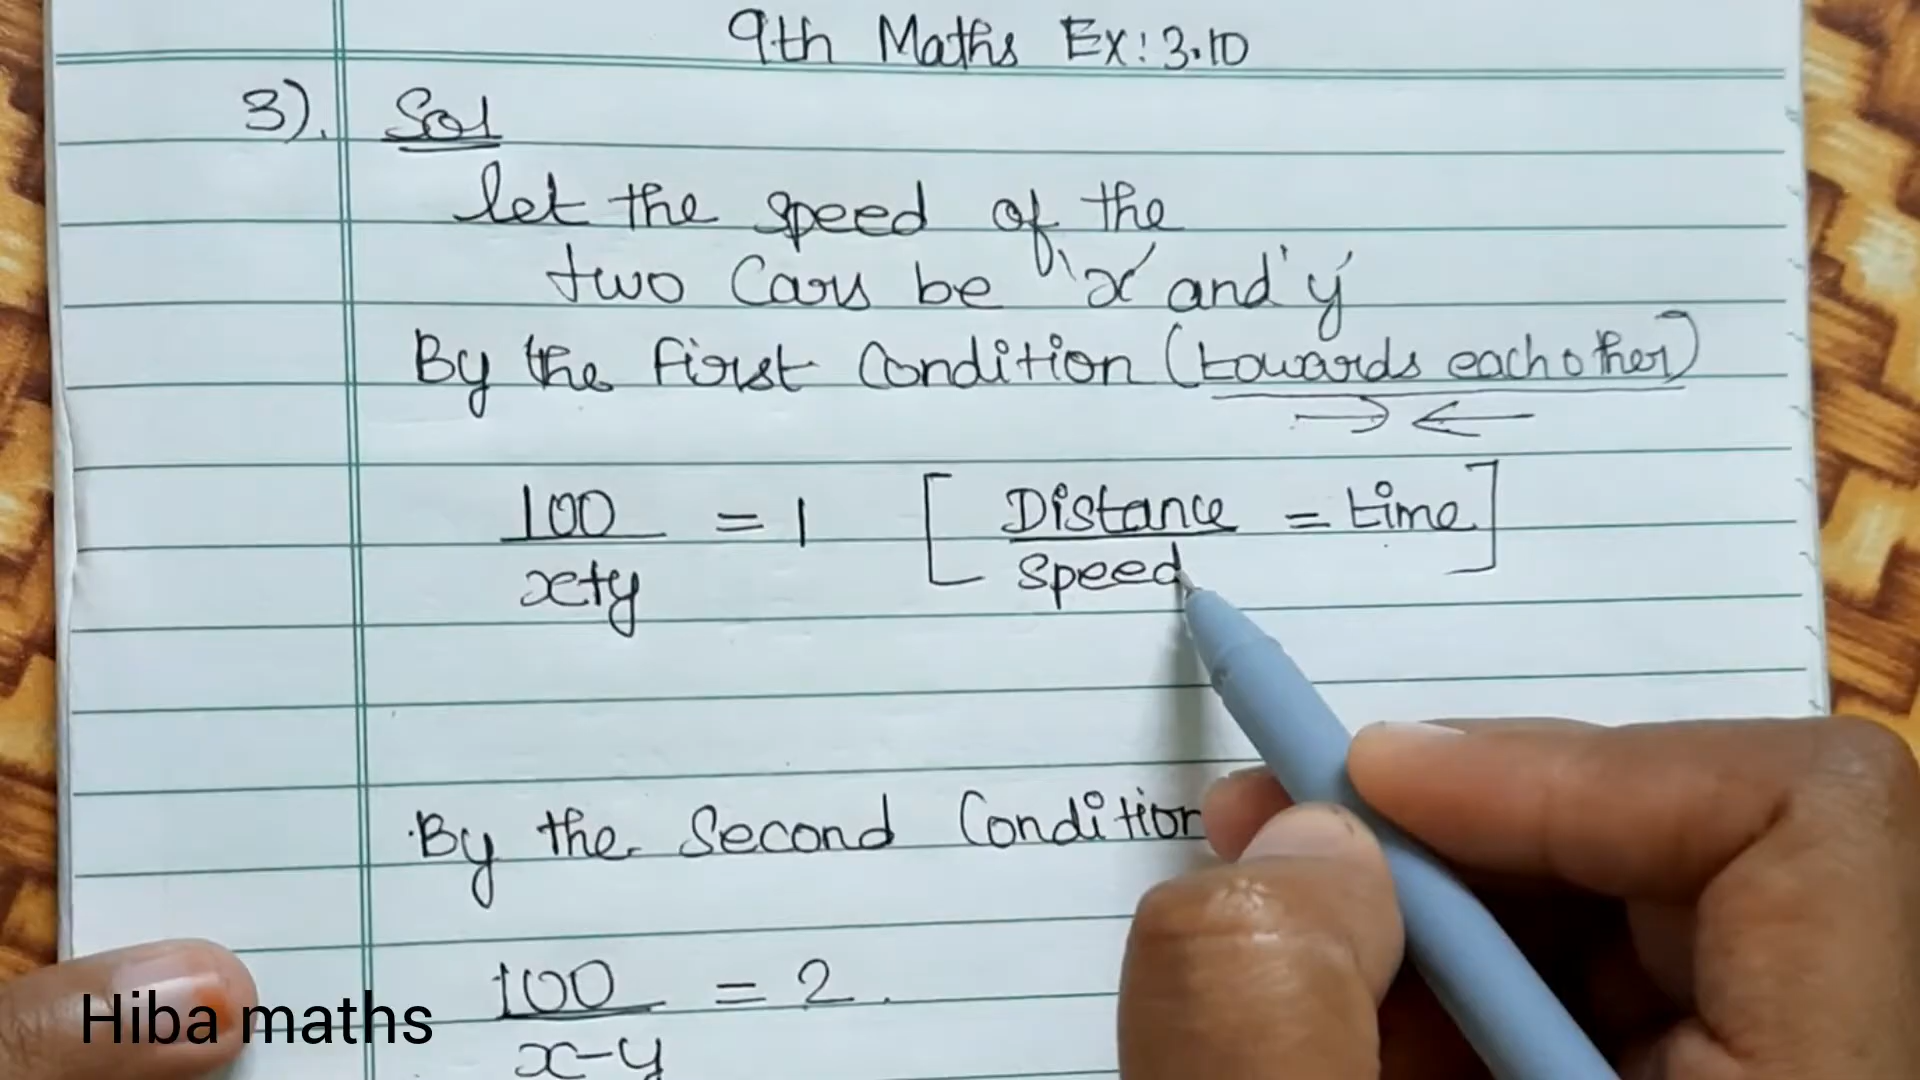 9th Maths Ex: 3.10
3). Sol
let the speed of the
two Cars be 'x' and 'y'
By the First Condition (towards each other)
→ ←
100/x+y = 1 [Distance/Speed = time]
By the Second Condition
100/x-y = 2.
Hiba maths